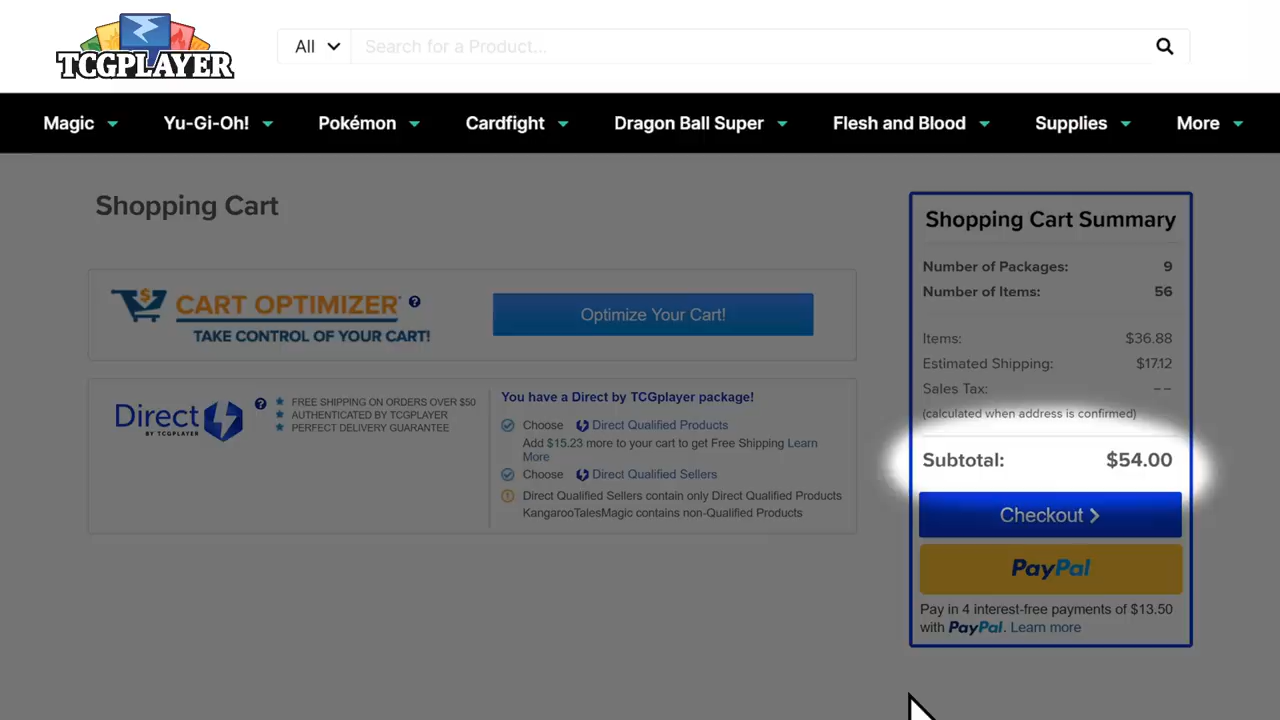 TCGPLAYER
All
Search for a Product...
Magic
Yu-Gi-Oh!
Pokémon
Cardfight
Dragon Ball Super
Flesh and Blood
Supplies
More
Shopping Cart
CART OPTIMIZER
TAKE CONTROL OF YOUR CART!
Optimize Your Cart!
Direct
BY TCGPLAYER
FREE SHIPPING ON ORDERS OVER $50
AUTHENTICATED BY TCGPLAYER
PERFECT DELIVERY GUARANTEE
You have a Direct by TCGplayer package!
Choose Direct Qualified Products
Add $15.23 more to your cart to get Free Shipping Learn
More
Choose Direct Qualified Sellers
Direct Qualified Sellers contain only Direct Qualified Products
KangarooTalesMagic contains non-Qualified Products
Shopping Cart Summary
Number of Packages: 9
Number of Items: 56
Items: $36.88
Estimated Shipping: $17.12
Sales Tax: --
(calculated when address is confirmed)
Subtotal: $54.00
Checkout
PayPal
Pay in 4 interest-free payments of $13.50
with PayPal. Learn more